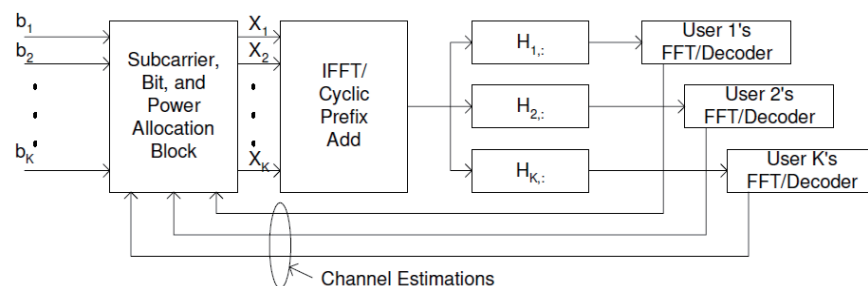 b1
b2
bK
Subcarrier,
Bit, and
Power
Allocation
Block
X1
X2
XK
IFFT/
Cyclic
Prefix
Add
H1,:
H2,:
HK,:
User 1's
FFT/Decoder
User 2's
FFT/Decoder
User K's
FFT/Decoder
Channel Estimations